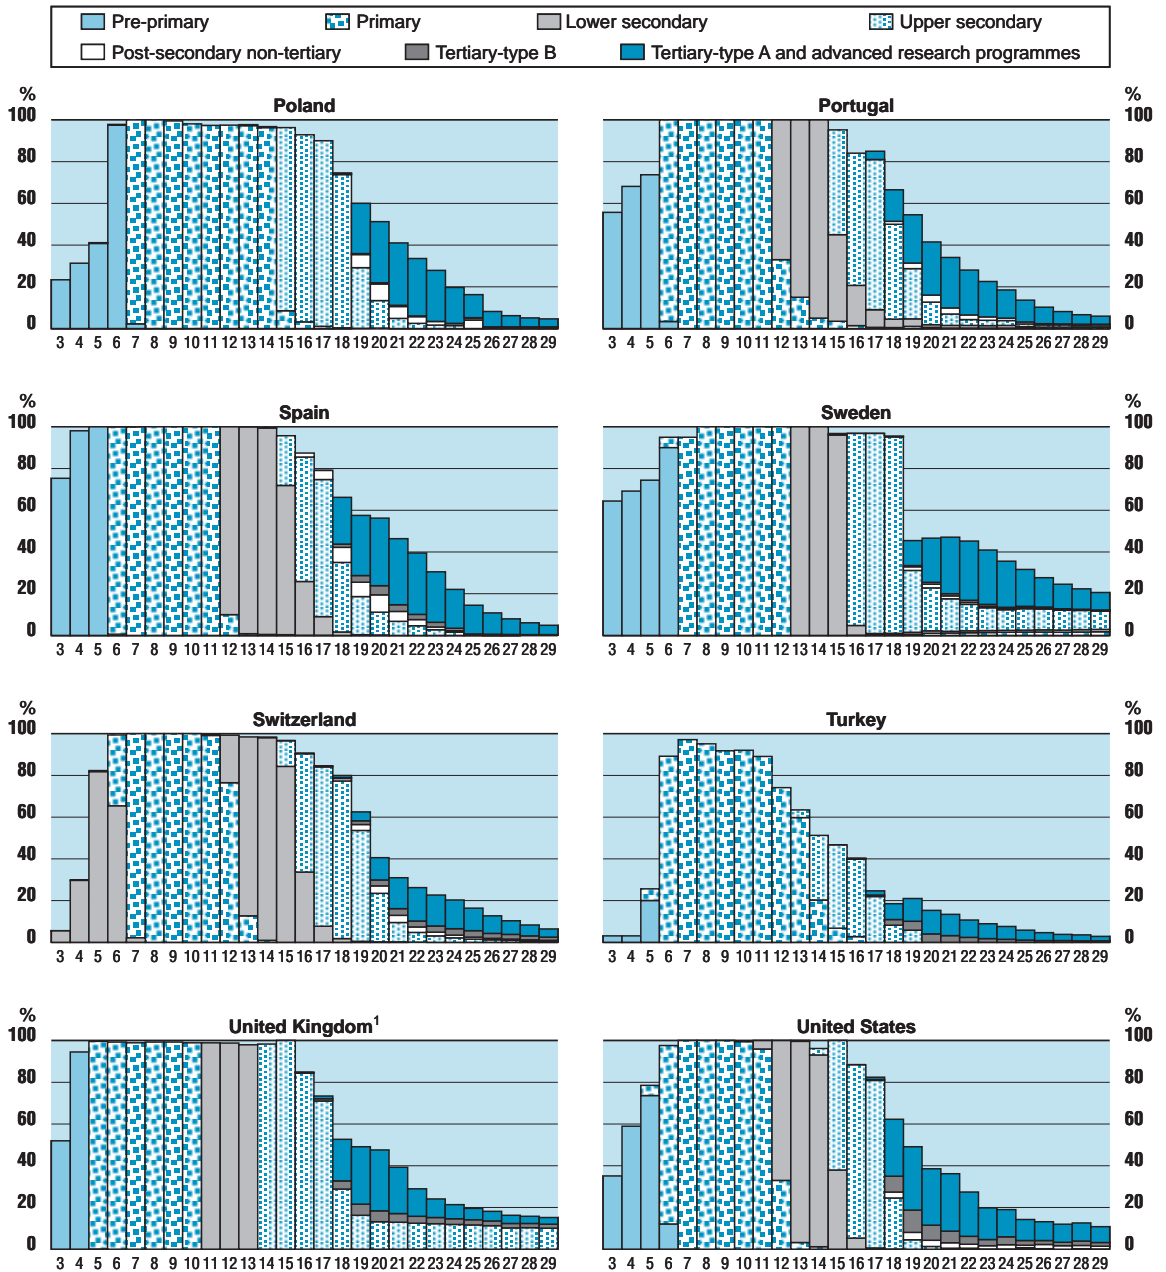 Pre-primary Primary Lower secondary Upper secondary
Post-secondary non-tertiary Tertiary-type B Tertiary-type A and advanced research programmes
% Poland Portugal %
100 100
80 80
60 60
40 40
20 20
0 0
3 4 5 6 7 8 9 10 11 12 13 14 15 16 17 18 19 20 21 22 23 24 25 26 27 28 29 3 4 5 6 7 8 9 10 11 12 13 14 15 16 17 18 19 20 21 22 23 24 25 26 27 28 29
% Spain Sweden %
100 100
80 80
60 60
40 40
20 20
0 0
3 4 5 6 7 8 9 10 11 12 13 14 15 16 17 18 19 20 21 22 23 24 25 26 27 28 29 3 4 5 6 7 8 9 10 11 12 13 14 15 16 17 18 19 20 21 22 23 24 25 26 27 28 29
% Switzerland Turkey %
100 100
80 80
60 60
40 40
20 20
0 0
3 4 5 6 7 8 9 10 11 12 13 14 15 16 17 18 19 20 21 22 23 24 25 26 27 28 29 3 4 5 6 7 8 9 10 11 12 13 14 15 16 17 18 19 20 21 22 23 24 25 26 27 28 29
% United Kingdom1 United States %
100 100
80 80
60 60
40 40
20 20
0 0
3 4 5 6 7 8 9 10 11 12 13 14 15 16 17 18 19 20 21 22 23 24 25 26 27 28 29 3 4 5 6 7 8 9 10 11 12 13 14 15 16 17 18 19 20 21 22 23 24 25 26 27 28 29